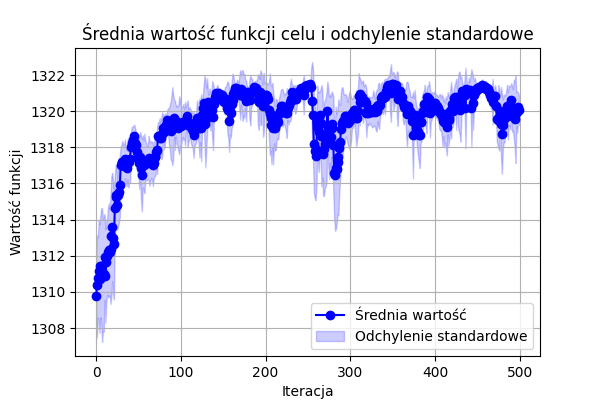 Średnia wartość funkcji celu i odchylenie standardowe
Wartość funkcji
1322
1320
1318
1316
1314
1312
1310
1308
Średnia wartość
Odchylenie standardowe
0 100 200 300 400 500
Iteracja